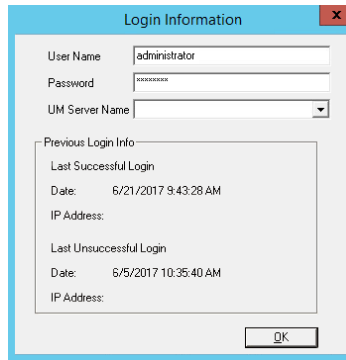 Login Information
x
User Name administrator
Password ××××××××
UM Server Name
Previous Login Info
Last Successful Login
Date: 6/21/2017 9:43:28 AM
IP Address:
Last Unsuccessful Login
Date: 6/5/2017 10:35:40 AM
IP Address:
OK